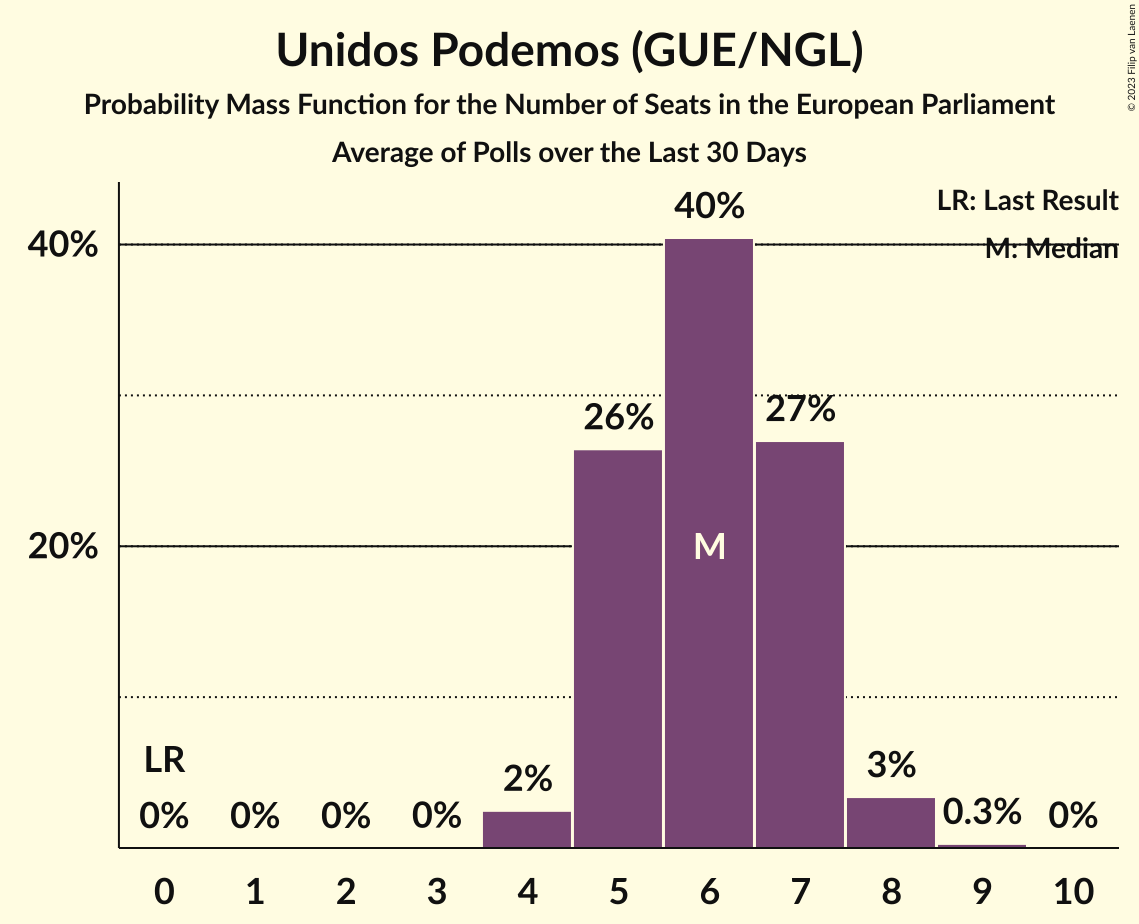 Unidos Podemos (GUE/NGL)
Probability Mass Function for the Number of Seats in the European Parliament
Average of Polls over the Last 30 Days
© 2023 Filip van Laenen
LR: Last Result
M: Median
40%
20%
40%
26%
27%
M
LR
0%
0%
0%
0%
2%
3%
0.3%
0%
0 1 2 3 4 5 6 7 8 9 10